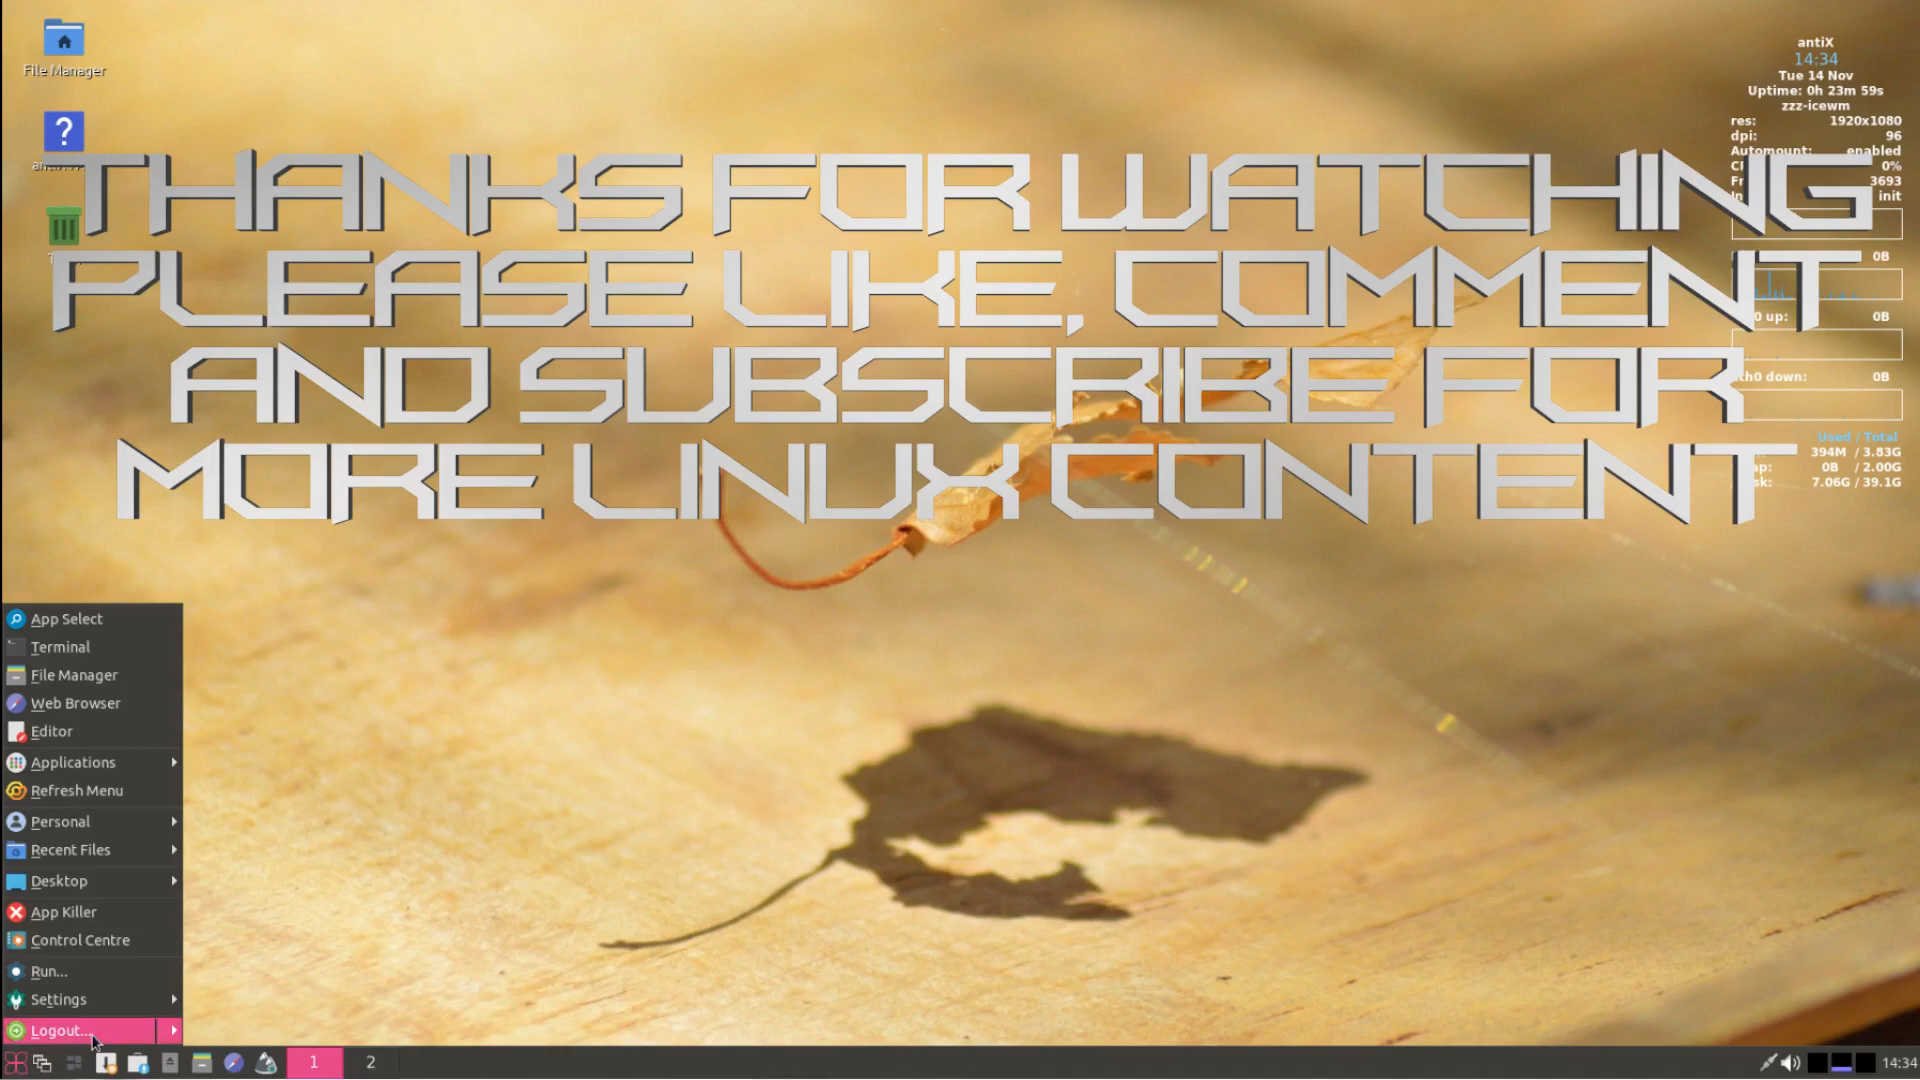 File Manager
?
antiX
14:34
Tue 14 Nov
Uptime: 0h 23m 59s
zzz-icewm
res: 1920x1080
dpi: 96
Automount: enabled
0%
3693
init
THANKS FOR WATCHING
PLEASE LIKE, COMMENT
AND SUBSCRIBE FOR
MORE LINUX CONTENT
0B
up: 0B
down: 0B
Used / Total
394M / 3.83G
0B / 2.00G
7.06G / 39.1G
App Select
Terminal
File Manager
Web Browser
Editor
Applications
Refresh Menu
Personal
Recent Files
Desktop
App Killer
Control Centre
Run...
Settings
Logout...
1 2
14:34